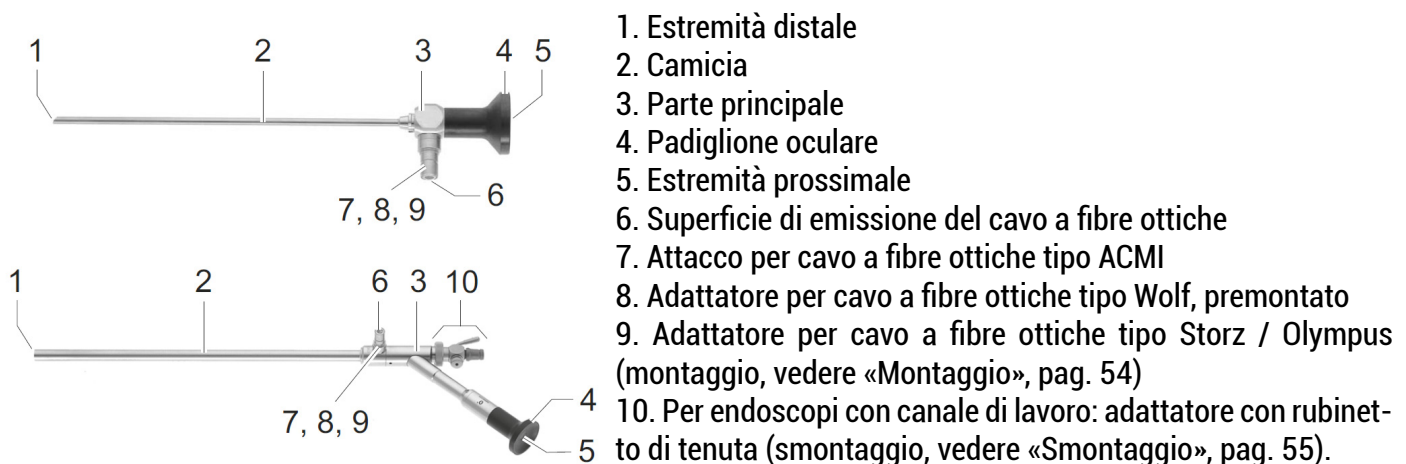 1 2 3 4 5
6
7, 8, 9
1 2 6 3 10
7, 8, 9
4
5
1. Estremità distale
2. Camicia
3. Parte principale
4. Padiglione oculare
5. Estremità prossimale
6. Superficie di emissione del cavo a fibre ottiche
7. Attacco per cavo a fibre ottiche tipo ACMI
8. Adattatore per cavo a fibre ottiche tipo Wolf, premontato
9. Adattatore per cavo a fibre ottiche tipo Storz / Olympus
(montaggio, vedere «Montaggio», pag. 54)
10. Per endoscopi con canale di lavoro: adattatore con rubinet-
to di tenuta (smontaggio, vedere «Smontaggio», pag. 55).